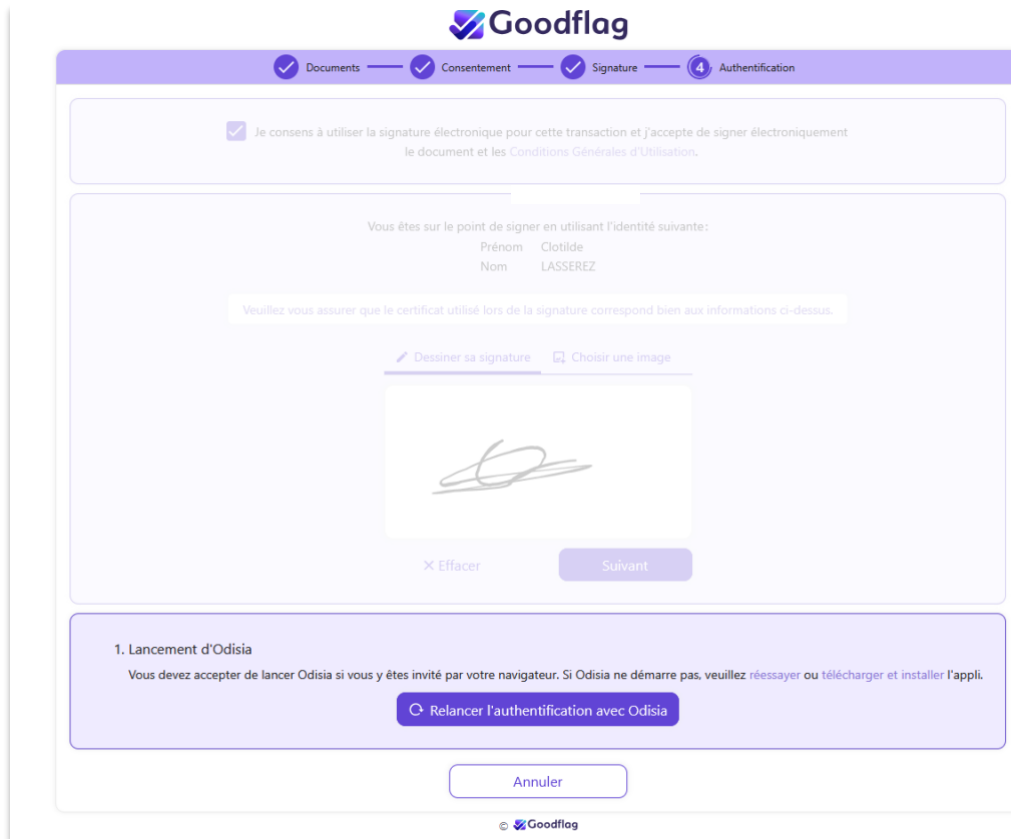 Goodflag
Documents
Consentement
Signature
4
Authentification
Je consens à utiliser la signature électronique pour cette transaction et j'accepte de signer électroniquement
le document et les Conditions Générales d'Utilisation.
Vous êtes sur le point de signer en utilisant l'identité suivante:
Prénom Clotilde
Nom LASSEREZ
Veuillez vous assurer que le certificat utilisé lors de la signature correspond bien aux informations ci-dessus.
Dessiner sa signature
Choisir une image
Effacer
Suivant
1. Lancement d'Odisia
Vous devez accepter de lancer Odisia si vous y êtes invité par votre navigateur. Si Odisia ne démarre pas, veuillez réessayer ou télécharger et installer l'appli.
Relancer l'authentification avec Odisia
Annuler
© Goodflag